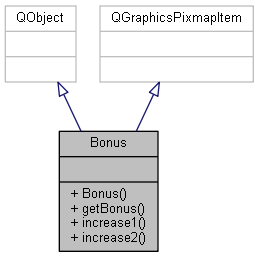 QObject
QGraphicsPixmapItem
Bonus
+ Bonus()
+ getBonus()
+ increase1()
+ increase2()